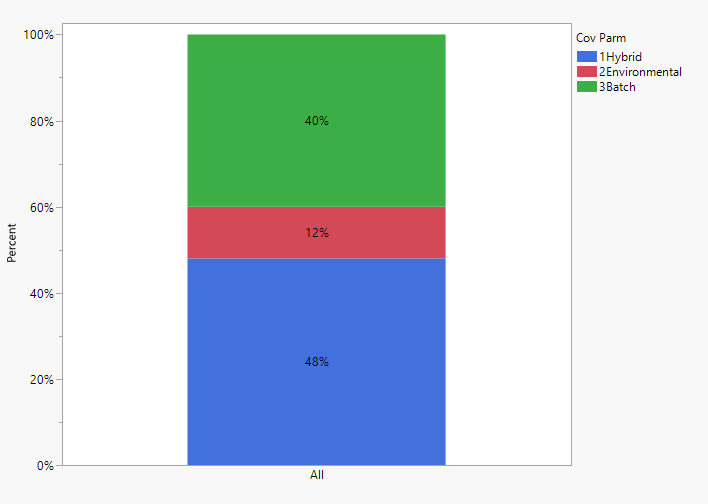 Cov Parm
1Hybrid
2Environmental
3Batch
100%
80%
60%
40%
20%
0%
Percent
40%
12%
48%
All